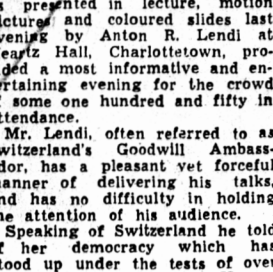 s presented in lecture, motion
icture and coloured slides last
vening by Anton R. Lendi at
eartz Hall, Charlottetown, pro-
ded a most informative and en-
rtaining evening for the crowd
f some one hundred and fifty in
ttendance.
Mr. Lendi, often referred to as
witzerland's Goodwill Ambass-
dor, has a pleasant yet forceful
anner of delivering his talks,
nd has no difficulty in holding
he attention of his audience.
Speaking of Switzerland he told
f her democracy which has
tood up under the tests of over